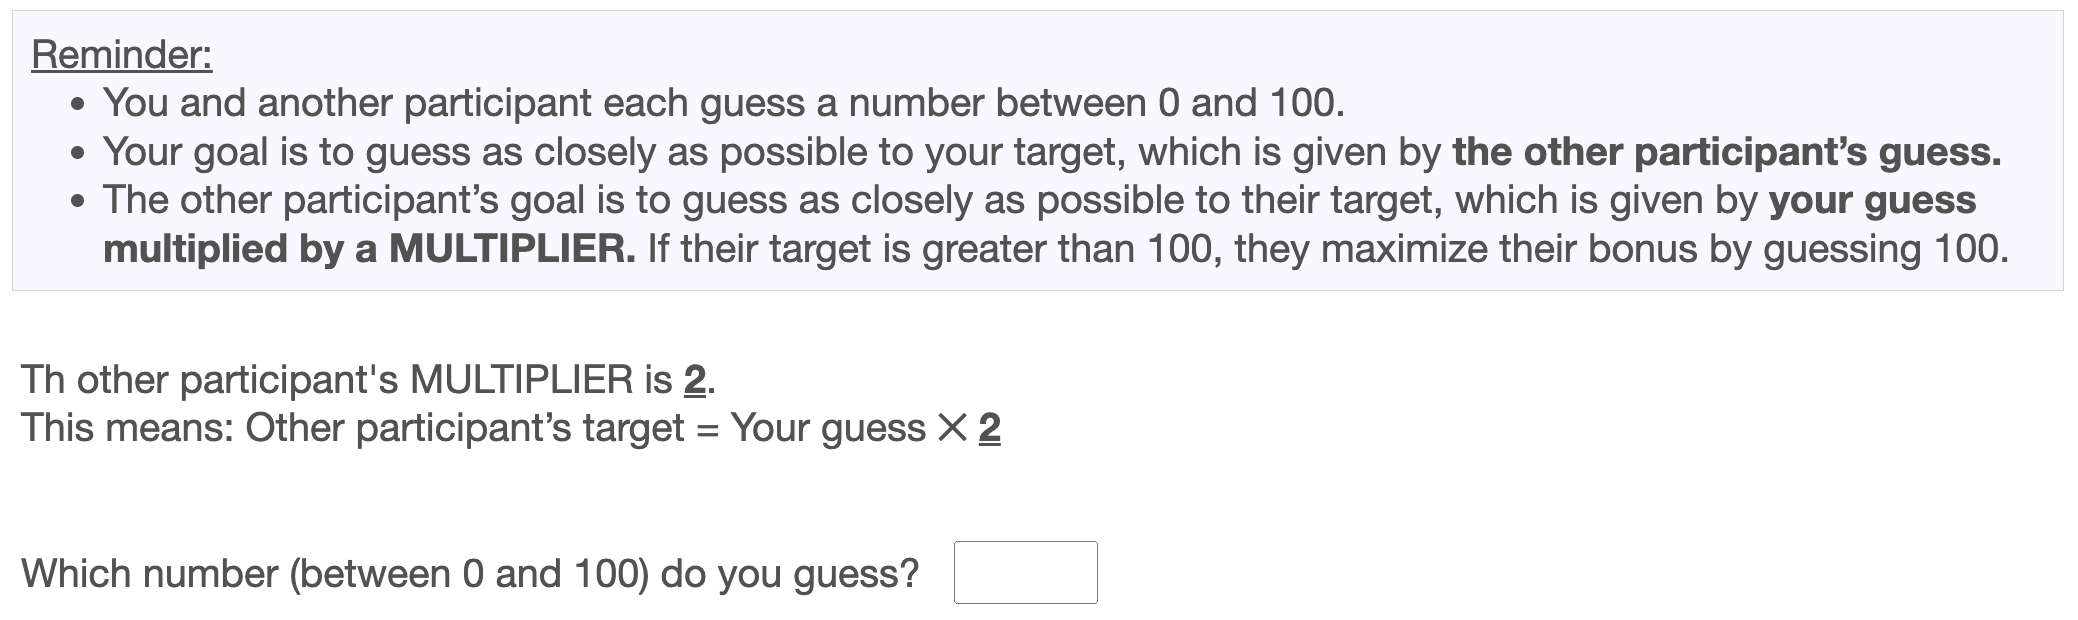 Reminder:
• You and another participant each guess a number between 0 and 100.
• Your goal is to guess as closely as possible to your target, which is given by the other participant’s guess.
• The other participant’s goal is to guess as closely as possible to their target, which is given by your guess
multiplied by a MULTIPLIER. If their target is greater than 100, they maximize their bonus by guessing 100.
Th other participant's MULTIPLIER is 2.
This means: Other participant’s target = Your guess × 2
Which number (between 0 and 100) do you guess?